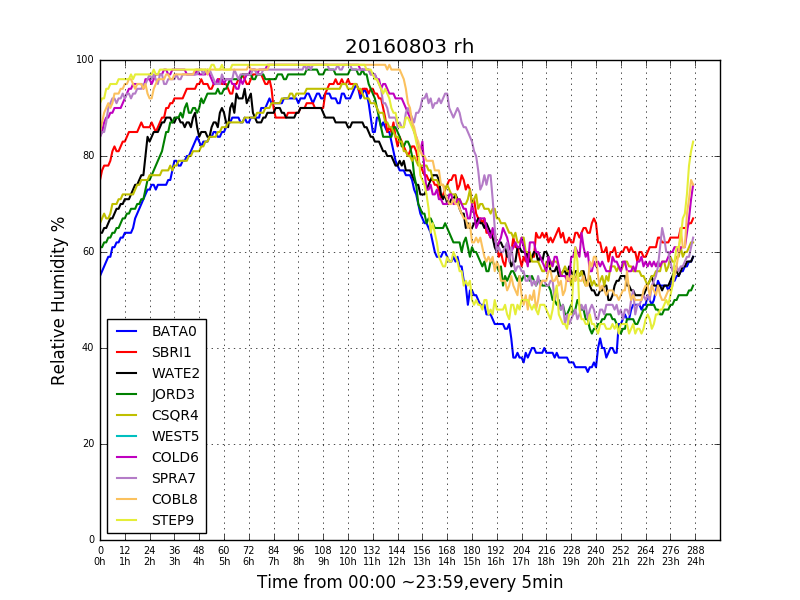 20160803 rh
Relative Humidity %
100
80
60
40
20
0
BATA0
SBRI1
WATE2
JORD3
CSQR4
WEST5
COLD6
SPRA7
COBL8
STEP9
0 12 24 36 48 60 72 84 96 108 120 132 144 156 168 180 192 204 216 228 240 252 264 276 288
0h 1h 2h 3h 4h 5h 6h 7h 8h 9h 10h 11h 12h 13h 14h 15h 16h 17h 18h 19h 20h 21h 22h 23h 24h
Time from 00:00 ~23:59,every 5min